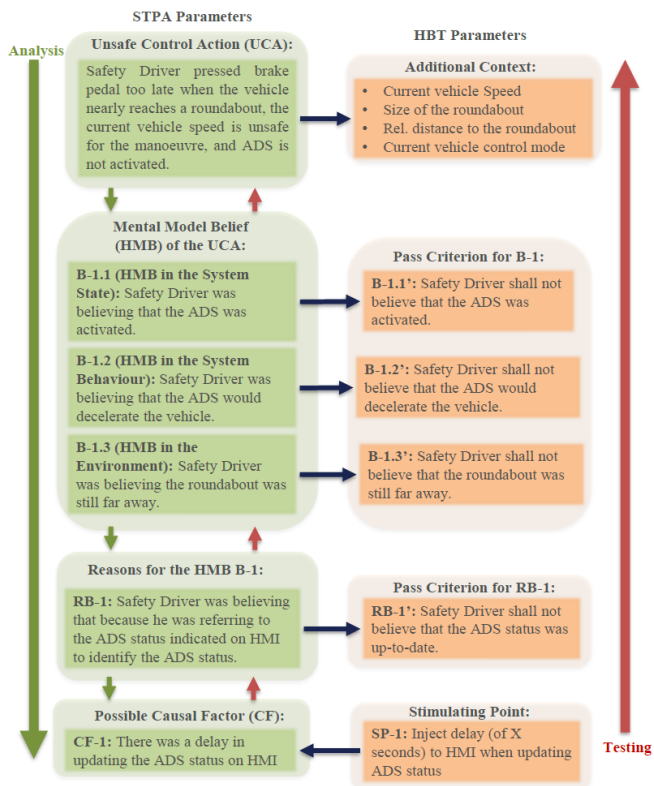 STPA Parameters
HBT Parameters
Analysis
Unsafe Control Action (UCA):
Safety Driver pressed brake
pedal too late when the vehicle
nearly reaches a roundabout, the
current vehicle speed is unsafe
for the manoeuvre, and ADS is
not activated.
Additional Context:
• Current vehicle Speed
• Size of the roundabout
• Rel. distance to the roundabout
• Current vehicle control mode
Mental Model Belief
(HMB) of the UCA:
B-1.1 (HMB in the System
State): Safety Driver was
believing that the ADS was
activated.
B-1.2 (HMB in the System
Behaviour): Safety Driver was
believing that the ADS would
decelerate the vehicle.
B-1.3 (HMB in the
Environment): Safety Driver
was believing the roundabout was
still far away.
Pass Criterion for B-1:
B-1.1’: Safety Driver shall not
believe that the ADS was
activated.
B-1.2’: Safety Driver shall not
believe that the ADS would
decelerate the vehicle.
B-1.3’: Safety Driver shall not
believe that the roundabout was
still far away.
Reasons for the HMB B-1:
RB-1: Safety Driver was believing
that because he was referring to
the ADS status indicated on HMI
to identify the ADS status.
Pass Criterion for RB-1:
RB-1’: Safety Driver shall not
believe that the ADS status was
up-to-date.
Possible Causal Factor (CF):
CF-1: There was a delay in
updating the ADS status on HMI
Stimulating Point:
SP-1: Inject delay (of X
seconds) to HMI when updating
ADS status
Testing